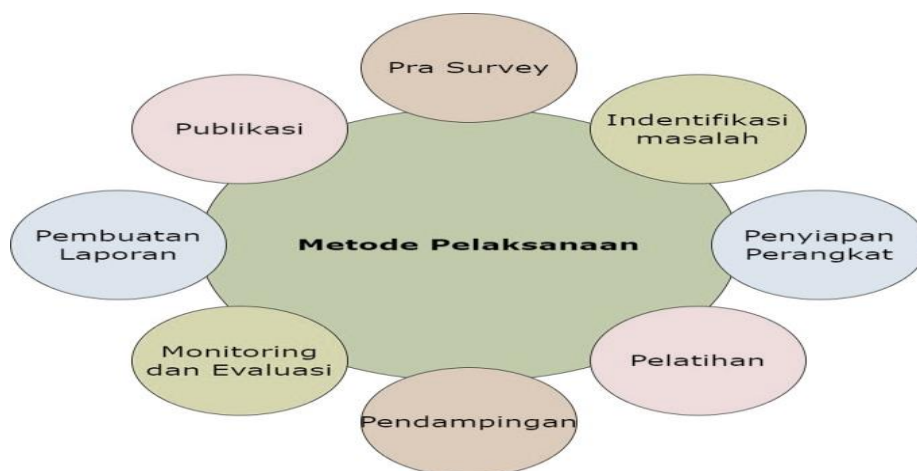 Pra Survey
Indentifikasi
masalah
Penyiapan
Perangkat
Pelatihan
Pendampingan
Monitoring
dan Evaluasi
Pembuatan
Laporan
Publikasi
Metode Pelaksanaan